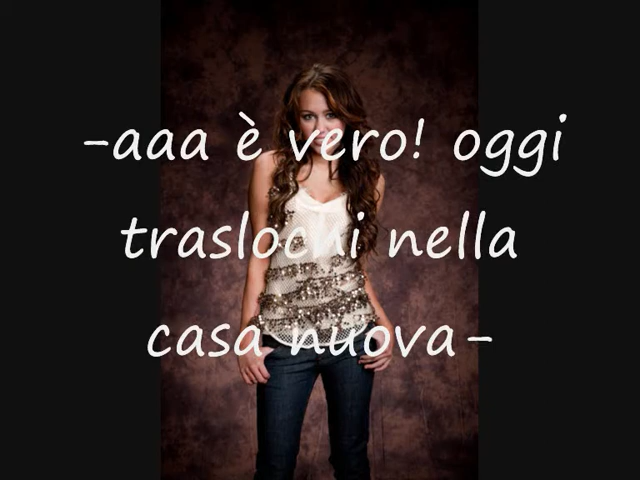 -aaa è vero! oggi
traslochi nella
casa nuova-